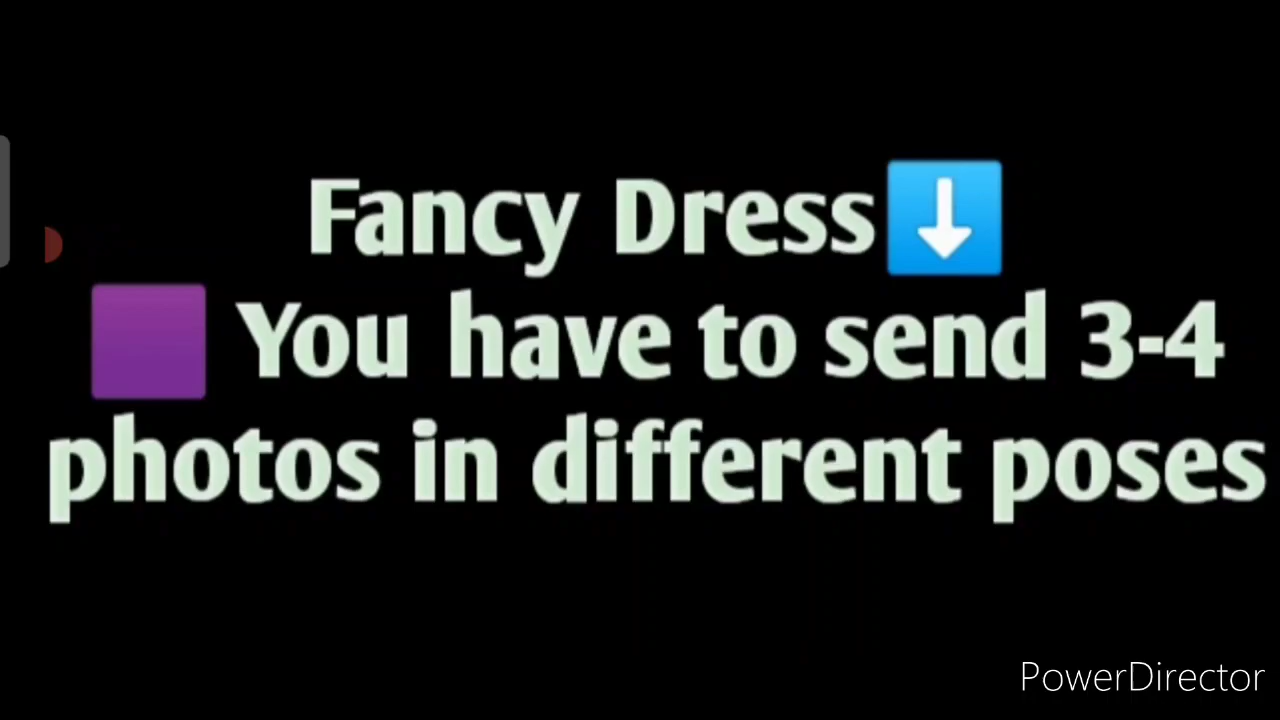 Fancy Dress⬇️
🟪 You have to send 3-4
photos in different poses
PowerDirector